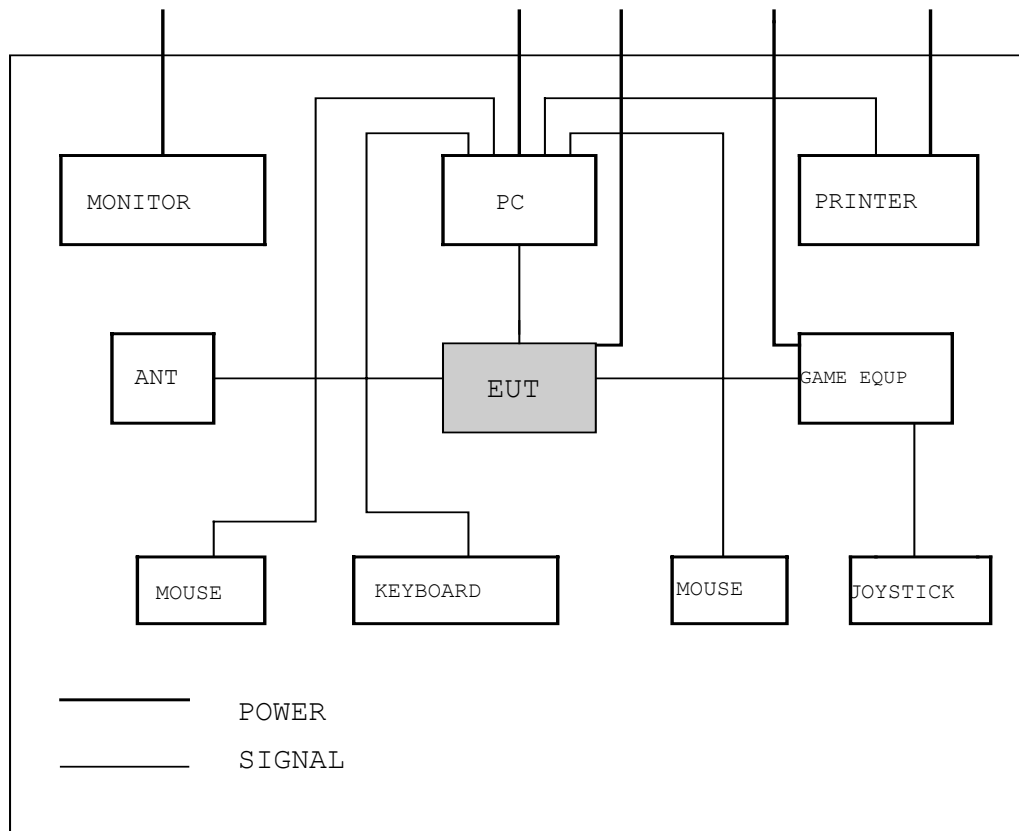 MONITOR
PC
PRINTER
ANT
EUT
GAME EQUP
MOUSE
KEYBOARD
MOUSE
JOYSTICK
POWER
SIGNAL